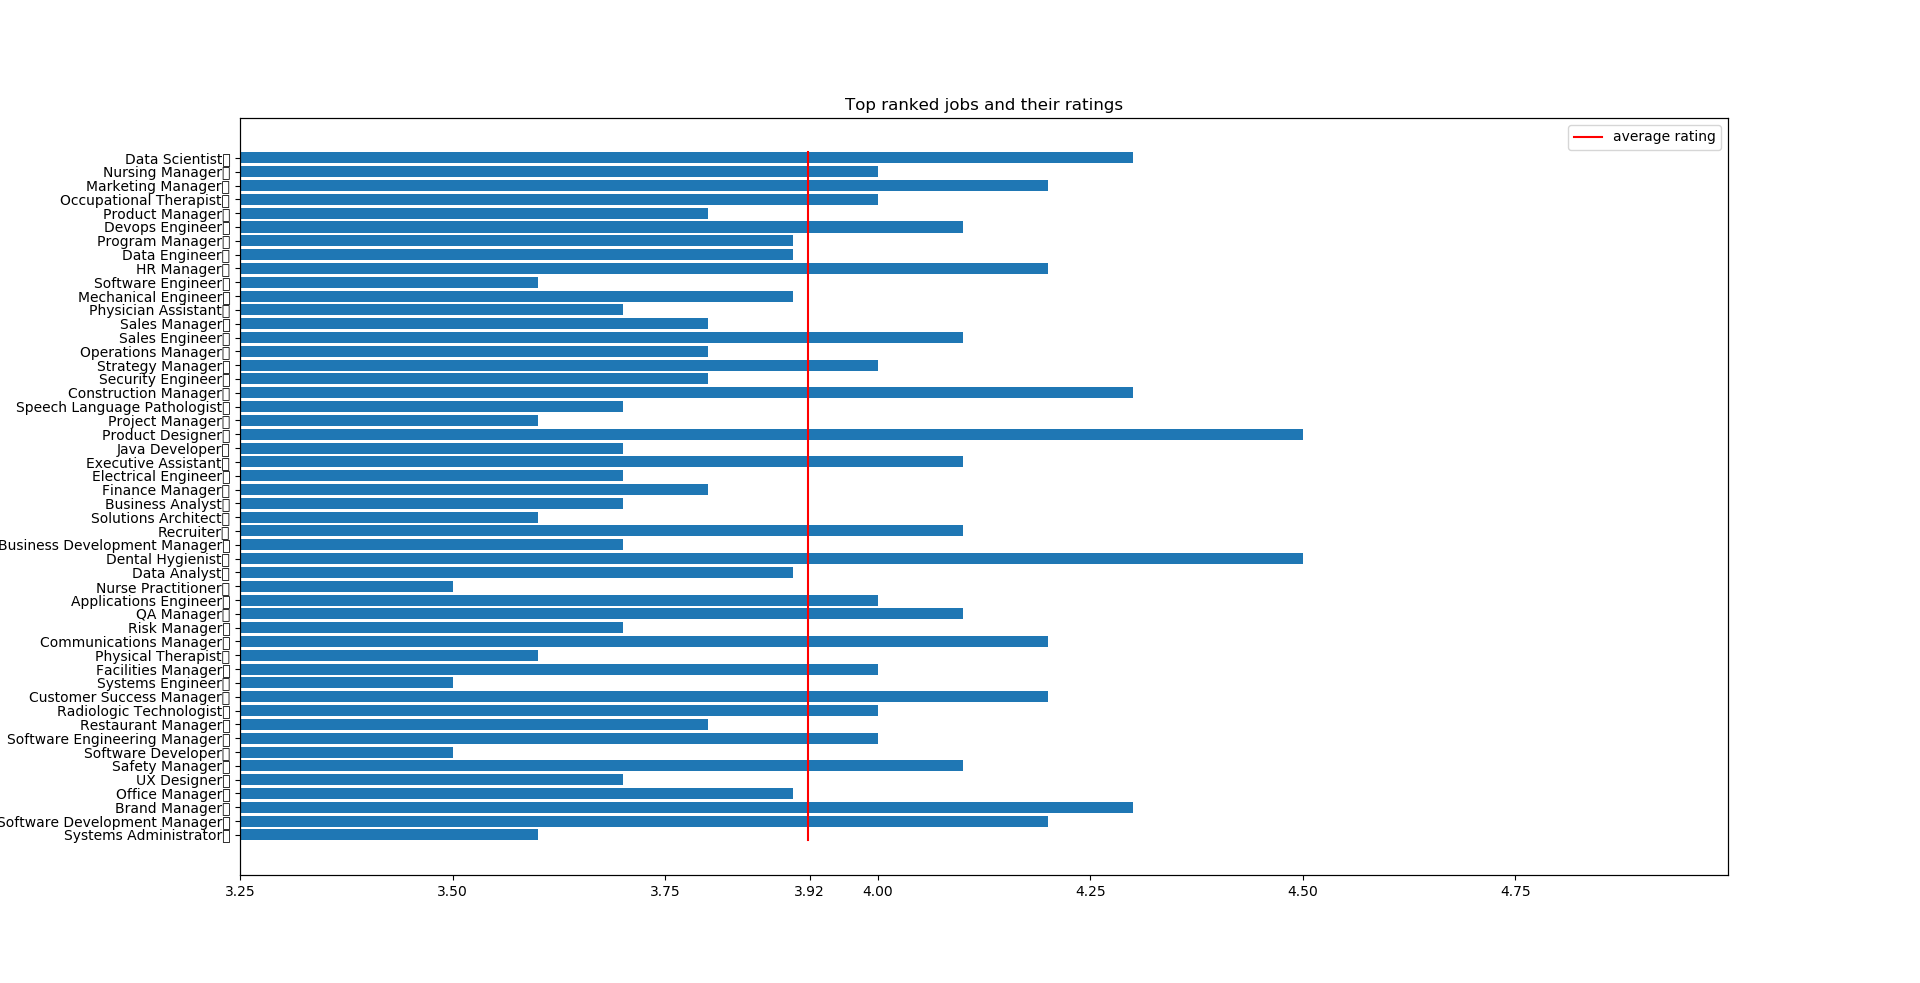 Top ranked jobs and their ratings
average rating
Data Scientist
Nursing Manager
Marketing Manager
Occupational Therapist
Product Manager
Devops Engineer
Program Manager
Data Engineer
HR Manager
Software Engineer
Mechanical Engineer
Physician Assistant
Sales Manager
Sales Engineer
Operations Manager
Strategy Manager
Security Engineer
Construction Manager
Speech Language Pathologist
Project Manager
Product Designer
Java Developer
Executive Assistant
Electrical Engineer
Finance Manager
Business Analyst
Solutions Architect
Recruiter
Business Development Manager
Dental Hygienist
Data Analyst
Nurse Practitioner
Applications Engineer
QA Manager
Risk Manager
Communications Manager
Physical Therapist
Facilities Manager
Systems Engineer
Customer Success Manager
Radiologic Technologist
Restaurant Manager
Software Engineering Manager
Software Developer
Safety Manager
UX Designer
Office Manager
Brand Manager
Software Development Manager
Systems Administrator
3.25 3.50 3.75 3.92 4.00 4.25 4.50 4.75